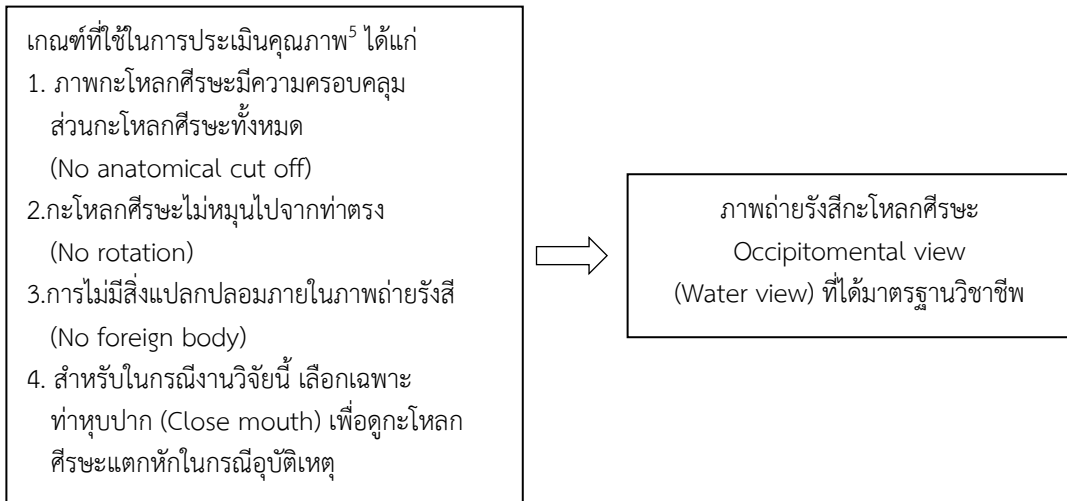 เกณฑ์ที่ใช้ในการประเมินคุณภาพ⁵ ได้แก่
1. ภาพกะโหลกศีรษะมีความครอบคลุม
ส่วนกะโหลกศีรษะทั้งหมด
(No anatomical cut off)
2.กะโหลกศีรษะไม่หมุนไปจากท่าตรง
(No rotation)
3.การไม่มีสิ่งแปลกปลอมภายในภาพถ่ายรังสี
(No foreign body)
4. สำหรับในกรณีงานวิจัยนี้ เลือกเฉพาะ
ท่าหุบปาก (Close mouth) เพื่อดูกะโหลก
ศีรษะแตกหักในกรณีอุบัติเหตุ
ภาพถ่ายรังสีกะโหลกศีรษะ
Occipitomental view
(Water view) ที่ได้มาตรฐานวิชาชีพ